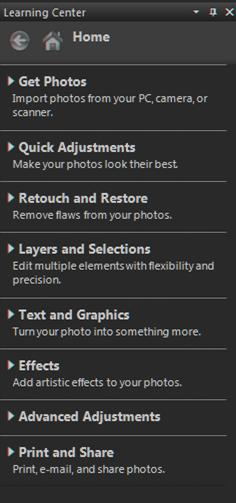 Learning Center
Home
Get Photos
Import photos from your PC, camera, or
scanner.
Quick Adjustments
Make your photos look their best.
Retouch and Restore
Remove flaws from your photos.
Layers and Selections
Edit multiple elements with flexibility and
precision.
Text and Graphics
Turn your photo into something more.
Effects
Add artistic effects to your photos.
Advanced Adjustments
Print and Share
Print, e-mail, and share photos.